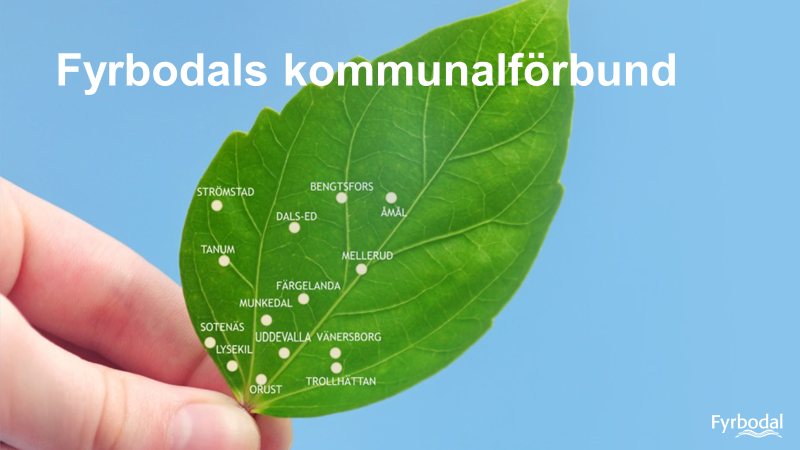 Fyrbodals kommunalförbund
STRÖMSTAD
BENGTSFORS
ÅMÅL
DALS-ED
TANUM
MELLERUD
FÄRGELANDA
MUNKEDAL
SOTENÄS
UDDEVALLA
VÄNERSBORG
LYSEKIL
TROLLHÄTTAN
ORUST
Fyrbodal